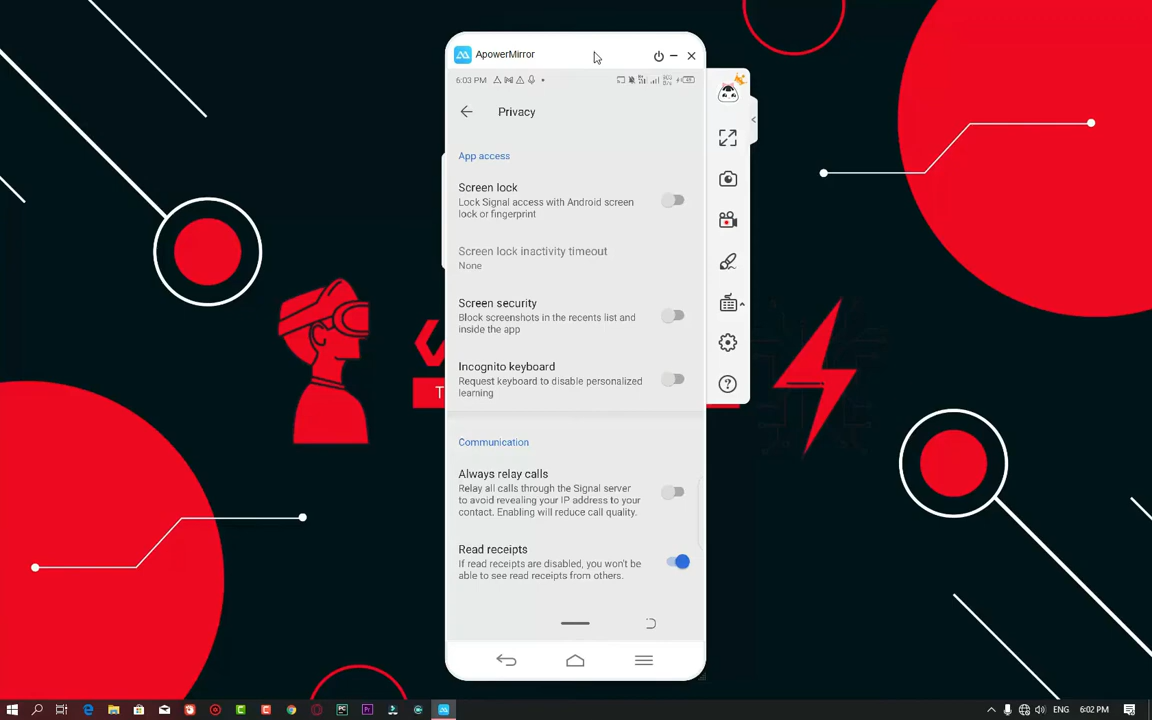 ApowerMirror
6:03 PM
Privacy
App access
Screen lock
Lock Signal access with Android screen
lock or fingerprint
Screen lock inactivity timeout
None
Screen security
Block screenshots in the recents list and
inside the app
Incognito keyboard
Request keyboard to disable personalized
learning
T
Communication
Always relay calls
Relay all calls through the Signal server
to avoid revealing your IP address to your
contact. Enabling will reduce call quality.
Read receipts
If read receipts are disabled, you won't be
able to see read receipts from others.
PC
Pr
ENG
6:02 PM